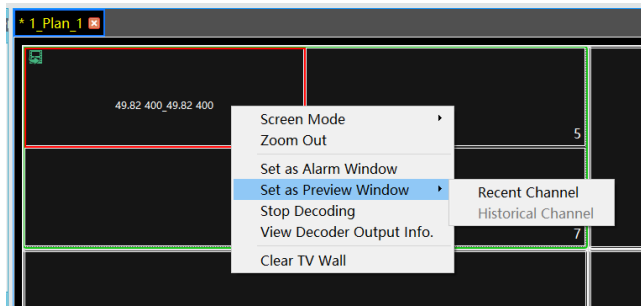 * 1_Plan_1
49.82 400_49.82 400
Screen Mode
Zoom Out
5
Set as Alarm Window
Set as Preview Window
Recent Channel
Stop Decoding
Historical Channel
View Decoder Output Info.
7
Clear TV Wall